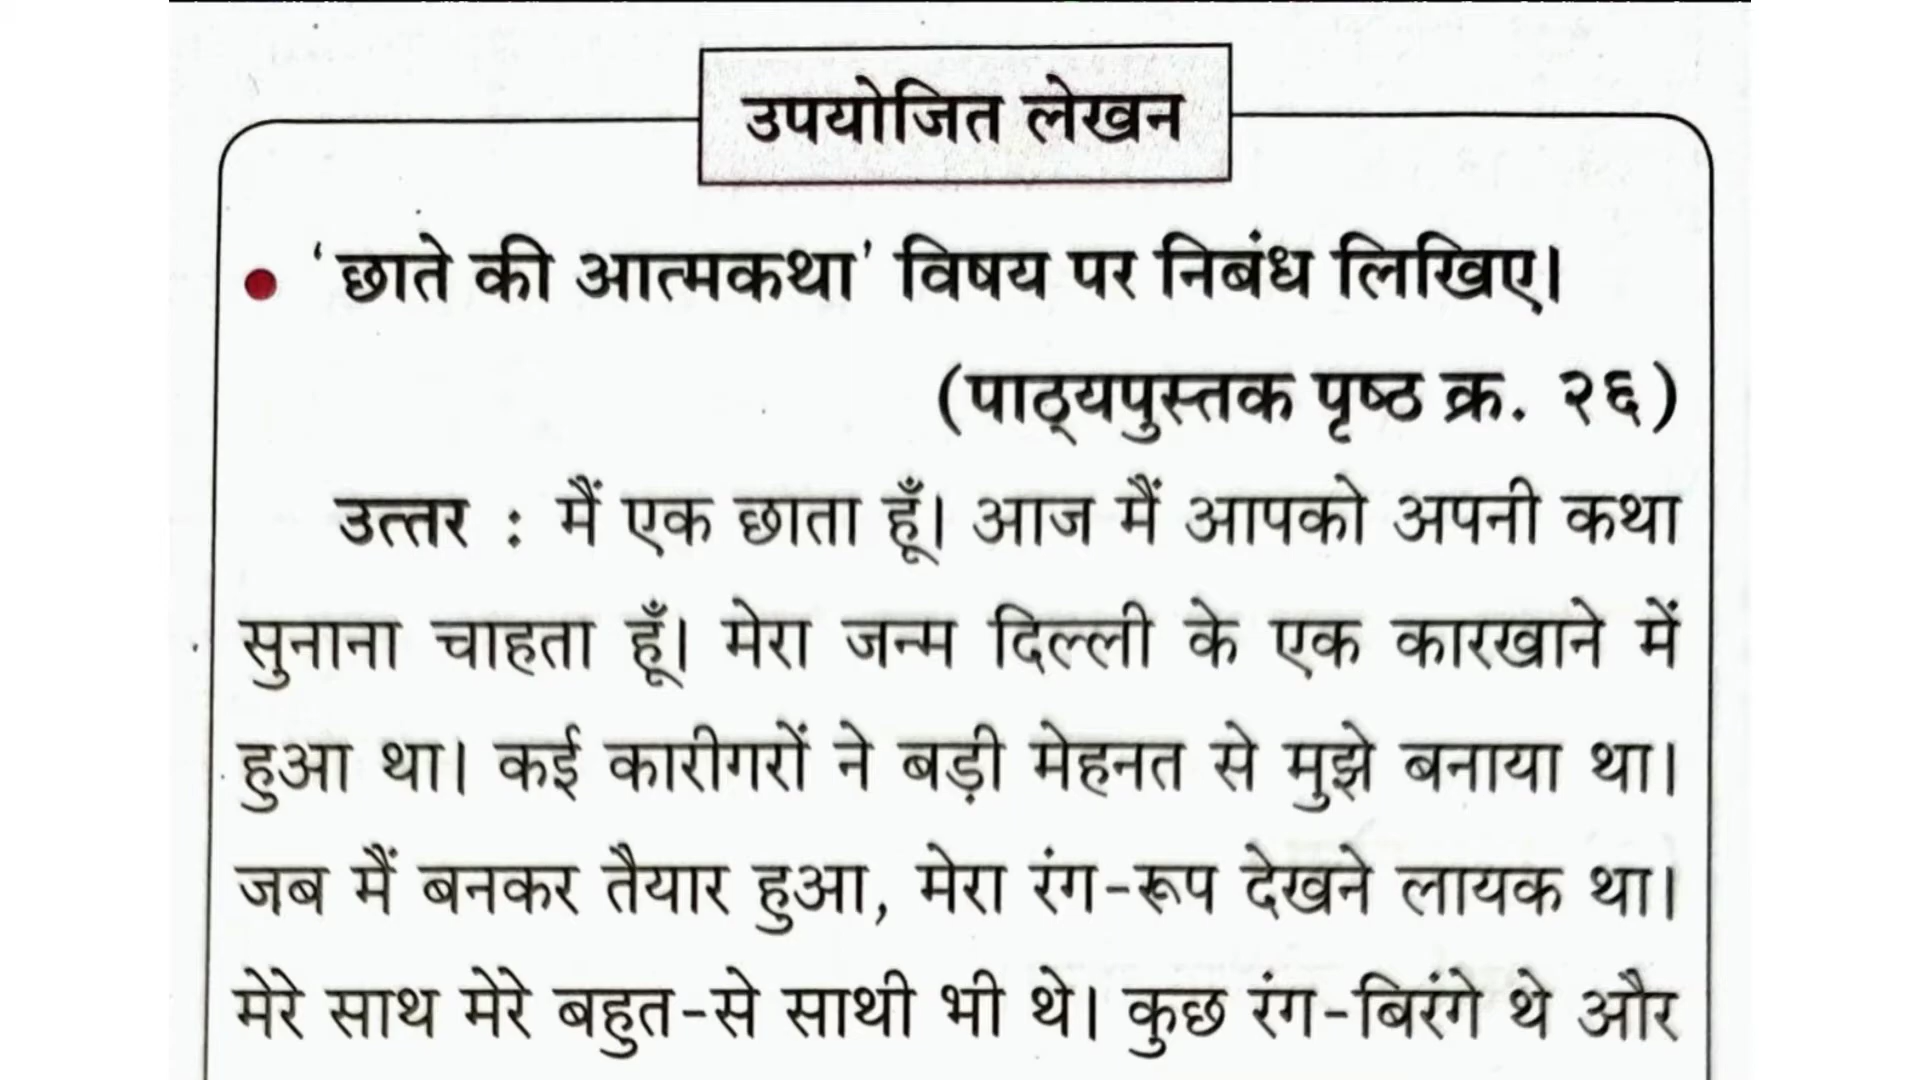 उपयोजित लेखन
• 'छाते की आत्मकथा' विषय पर निबंध लिखिए।
(पाठ्यपुस्तक पृष्ठ क्र. २६)
उत्तर : मैं एक छाता हूँ। आज मैं आपको अपनी कथा
सुनाना चाहता हूँ। मेरा जन्म दिल्ली के एक कारखाने में
हुआ था। कई कारीगरों ने बड़ी मेहनत से मुझे बनाया था।
जब मैं बनकर तैयार हुआ, मेरा रंग-रूप देखने लायक था।
मेरे साथ मेरे बहुत-से साथी भी थे। कुछ रंग-बिरंगे थे और